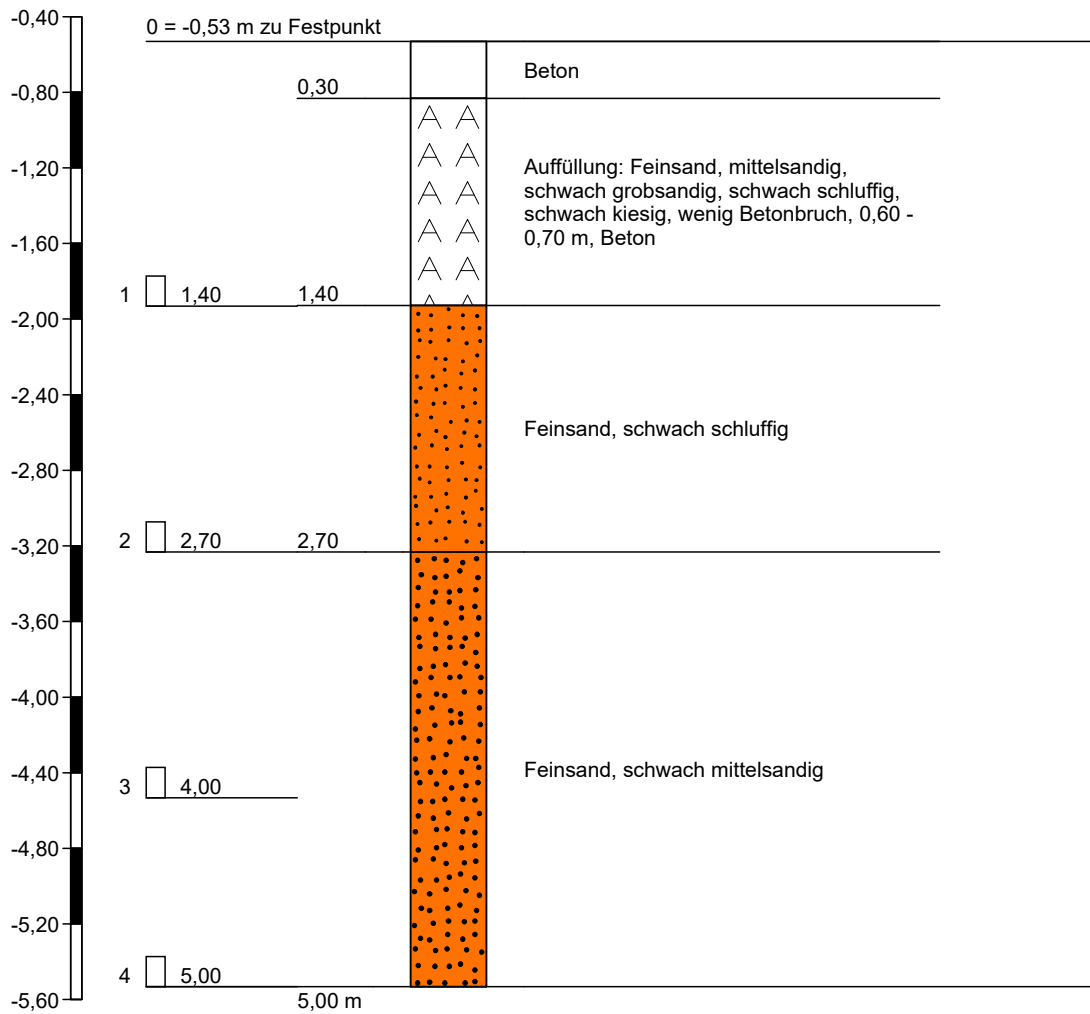 -0,40
0 = -0,53 m zu Festpunkt
Beton
-0,80
0,30
-1,20
Auffüllung: Feinsand, mittelsandig,
schwach grobsandig, schwach schluffig,
schwach kiesig, wenig Betonbruch, 0,60 -
0,70 m, Beton
-1,60
1 1,40 1,40
-2,00
-2,40
Feinsand, schwach schluffig
-2,80
2 2,70 2,70
-3,20
-3,60
-4,00
-4,40
Feinsand, schwach mittelsandig
3 4,00
-4,80
-5,20
4 5,00
-5,60
5,00 m